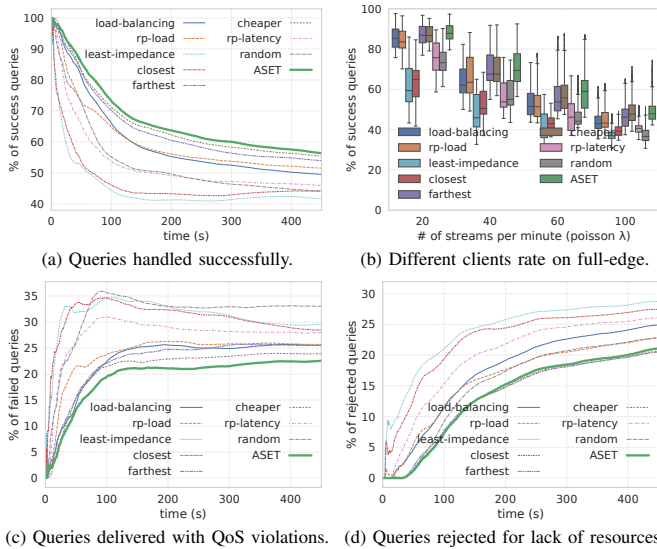 % of success queries
100
90
80
70
60
50
40
load-balancing
rp-load
least-impedance
closest
farthest
cheaper
rp-latency
random
ASET
0
100
200
300
400
time (s)
(a) Queries handled successfully.
% of success queries
100
80
60
40
20
0
load-balancing
rp-load
least-impedance
closest
farthest
cheaper
rp-latency
random
ASET
20
40
60
80
100
# of streams per minute (poisson λ)
(b) Different clients rate on full-edge.
% of failed queries
35
30
25
20
15
10
5
0
load-balancing
rp-load
least-impedance
closest
farthest
cheaper
rp-latency
random
ASET
0
100
200
300
400
time (s)
(c) Queries delivered with QoS violations.
% of rejected queries
30
25
20
15
10
5
0
load-balancing
rp-load
least-impedance
closest
farthest
cheaper
rp-latency
random
ASET
0
100
200
300
400
time (s)
(d) Queries rejected for lack of resources